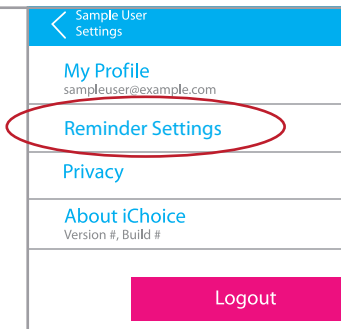 Sample User
Settings
My Profile
sampleuser@example.com
Reminder Settings
Privacy
About iChoice
Version #, Build #
Logout